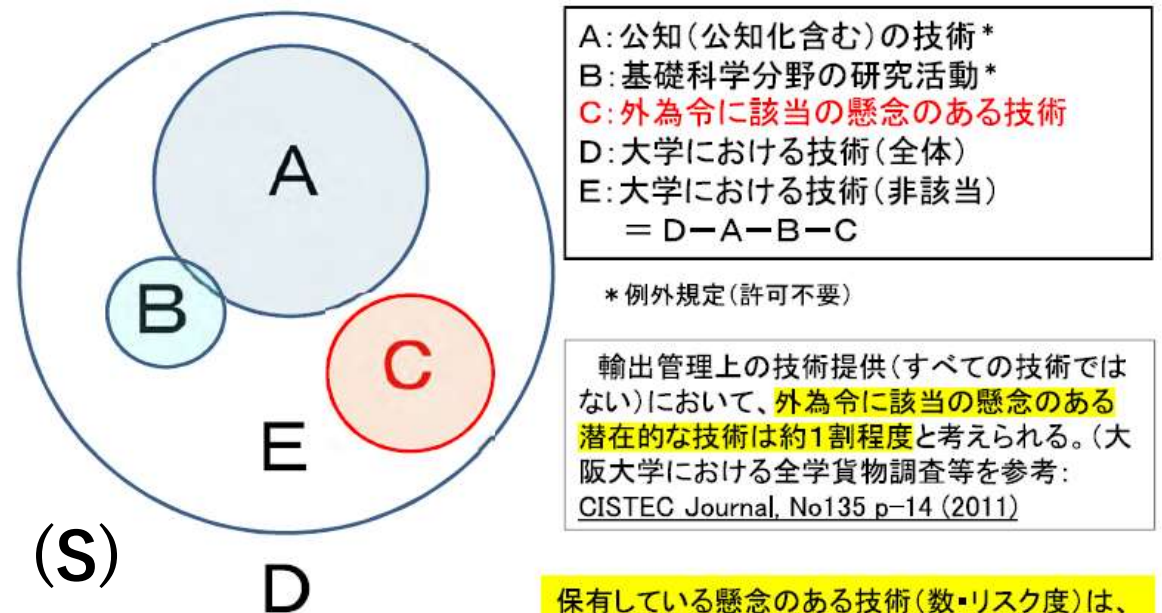 A
B
C
E
(S)
D
A:公知(公知化含む)の技術*
B:基礎科学分野の研究活動*
C:外為令に該当の懸念のある技術
D:大学における技術(全体)
E:大学における技術(非該当)
= D－A－B－C
*例外規定(許可不要)
輸出管理上の技術提供(すべての技術では
ない)において、外為令に該当の懸念のある
潜在的な技術は約1割程度と考えられる。(大
阪大学における全学貨物調査等を参考:
CISTEC Journal, No135 p-14 (2011)
保有している懸念のある技術(数▪リスク度)は、